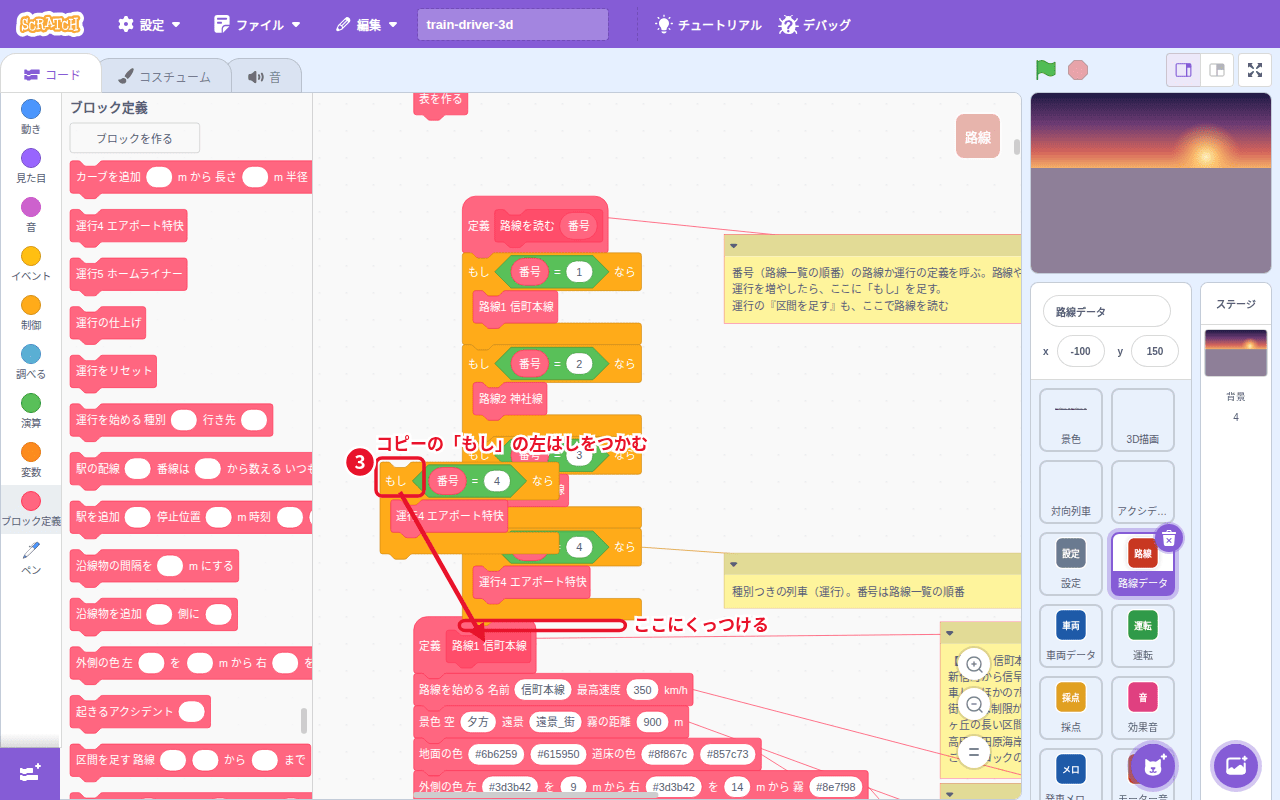 SCRATCH
設定
ファイル
編集
train-driver-3d
チュートリアル
デバッグ
コード
コスチューム
音
動き
見た目
音
イベント
制御
調べる
演算
変数
ブロック定義
ペン
ブロック定義
ブロックを作る
カーブを追加 mから 長さ m 半径
運行4 エアポート特快
運行5 ホームライナー
運行の仕上げ
運行をリセット
運行を始める 種別 行き先
駅の配線 番線は から数える いつも
駅を追加 停止位置 m 時刻
沿線物の間隔を mにする
沿線物を追加 側に
外側の色 左 を mから 右 を
起きるアクシデント
区間を足す 路線 から まで
表を作る
路線
定義 路線を読む 番号
もし 番号 = 1 なら
路線1 信町本線
もし 番号 = 2 なら
路線2 神社線
コピーの「もし」の左はしをつかむ
3
もし 番号 = 3 なら
もし 番号 = 4 なら
線
運行4 エアポート特快
= 4 なら
運行4 エアポート特快
ここにくっつける
番号（路線一覧の順番）の路線か運行の定義を呼ぶ。路線や
運行を増やしたら、ここに「もし」を足す。
運行の『区間を足す』も、ここで路線を読む
種別つきの列車（運行）。番号は路線一覧の順番
定義 路線1 信町本線
路線を始める 名前 信町本線 最高速度 350 km/h
景色 空 夕方 遠景 遠景_街 霧の距離 900 m
地面の色 #6b6259 #615950 道床の色 #8f867c #857c73
外側の色 左 #3d3b42 を 9 mから 右 #3d3b42 を 14 mから 霧 #8e7f98
路線データ
x -100 y 150
景色
3D描画
対向列車
アクシデ…
設定
設定
路線
路線データ
車両
車両データ
運転
運転
採点
採点
音
効果音
メロ
発車メロ…
モーター音
ステージ
背景
4